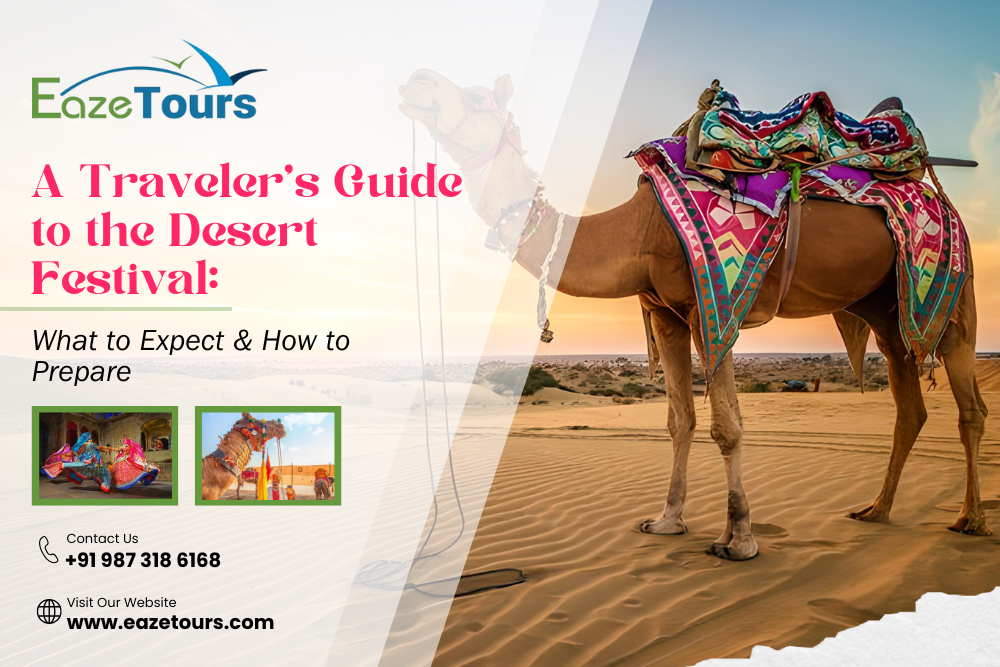 EazeTours
A Traveler's Guide
to the Desert
Festival:
What to Expect & How to
Prepare
Contact Us
+91 987 318 6168
Visit Our Website
www.eazetours.com